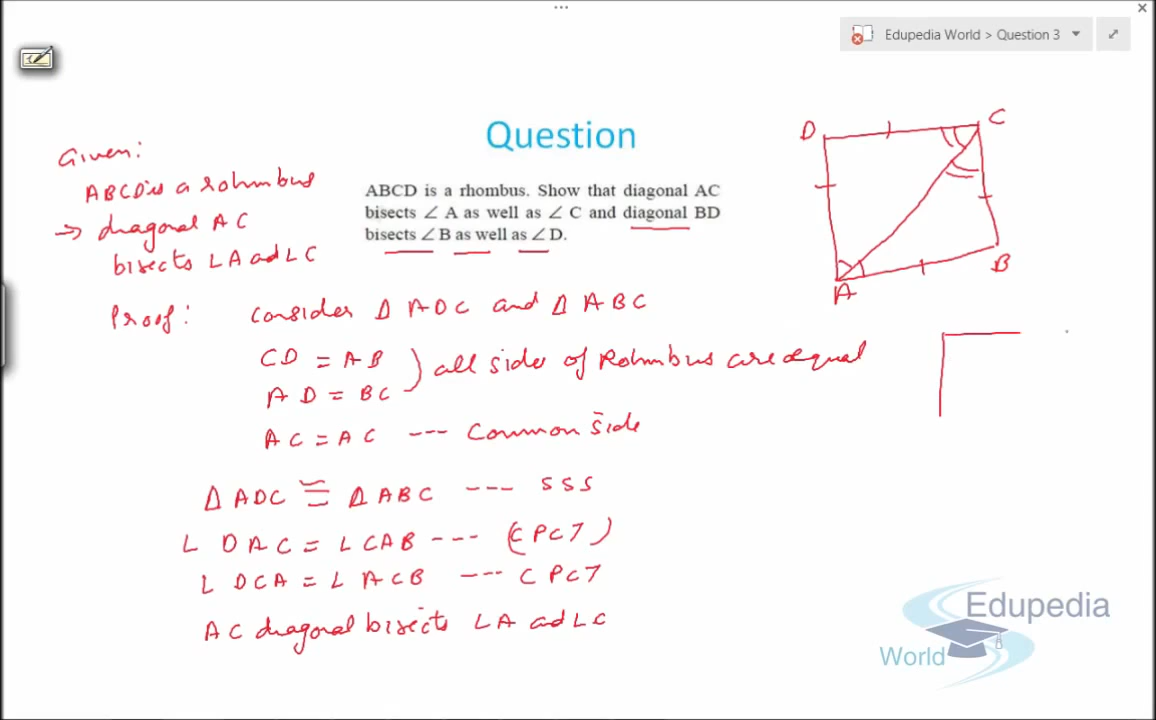 Edupedia World > Question 3
Question
ABCD is a rhombus. Show that diagonal AC
bisects ∠ A as well as ∠ C and diagonal BD
bisects ∠ B as well as ∠ D.
Given:
ABCD is a rohmbus
→ diagonal AC
bisects ∠A ad ∠C
Proof: Consider Δ ADC and Δ ABC
CD = AB
AD = BC
} all sides of Rohmbus are equal
AC = AC --- Common side
Δ ADC ≅ Δ ABC --- SSS
∠ DAC = ∠ CAB --- (CPCT)
∠ DCA = ∠ ACB --- CPCT
AC diagonal bisects ∠A ad ∠C
D
C
A
B
Edupedia
World